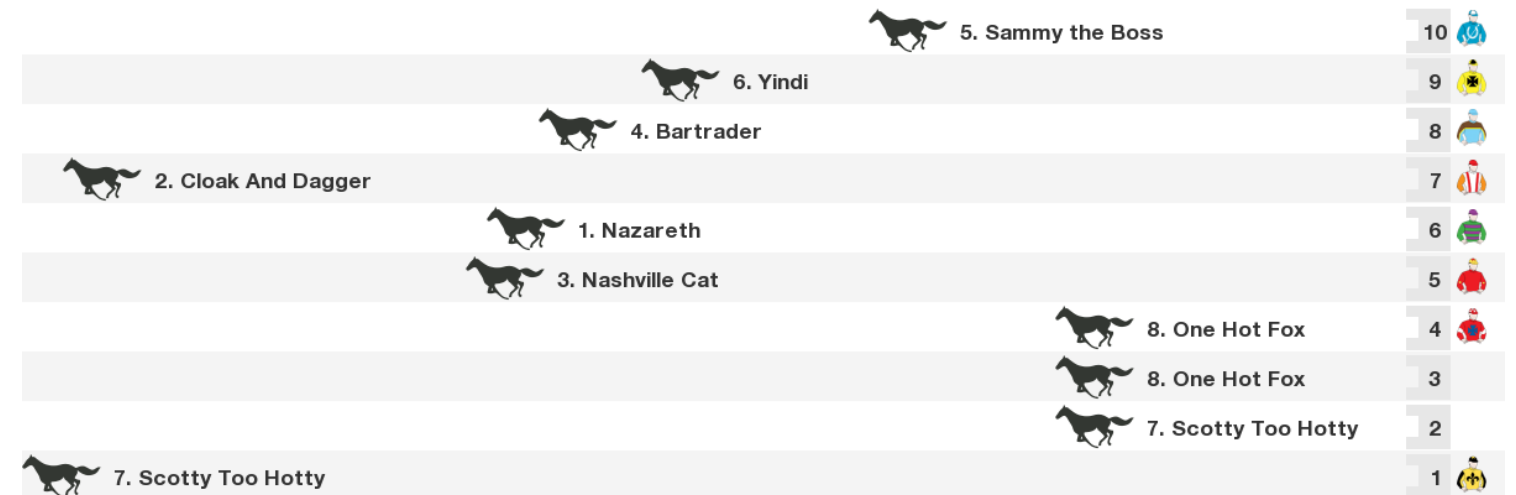 5. Sammy the Boss 10
6. Yindi 9
4. Bartrader 8
2. Cloak And Dagger 7
1. Nazareth 6
3. Nashville Cat 5
8. One Hot Fox 4
8. One Hot Fox 3
7. Scotty Too Hotty 2
7. Scotty Too Hotty 1